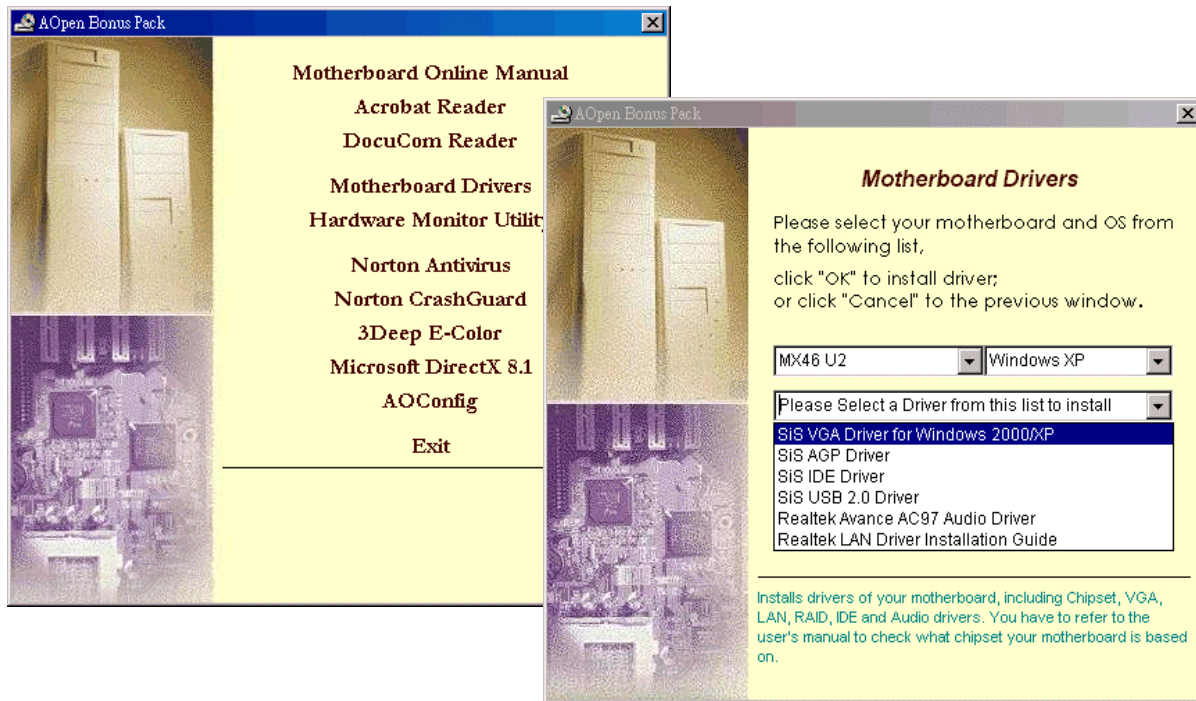 AOpen Bonus Pack
Motherboard Online Manual
Acrobat Reader
DocuCom Reader
Motherboard Drivers
Hardware Monitor Utility
Norton Antivirus
Norton CrashGuard
3Deep E-Color
Microsoft DirectX 8.1
AOConfig
Exit
AOpen Bonus Pack
Motherboard Drivers
Please select your motherboard and OS from
the following list,
click "OK" to install driver;
or click "Cancel" to the previous window.
MX46 U2 Windows XP
Please Select a Driver from this list to install
SiS VGA Driver for Windows 2000/XP
SiS AGP Driver
SiS IDE Driver
SiS USB 2.0 Driver
Realtek Avance AC97 Audio Driver
Realtek LAN Driver Installation Guide
Installs drivers of your motherboard, including Chipset, VGA,
LAN, RAID, IDE and Audio drivers. You have to refer to the
user's manual to check what chipset your motherboard is based
on.